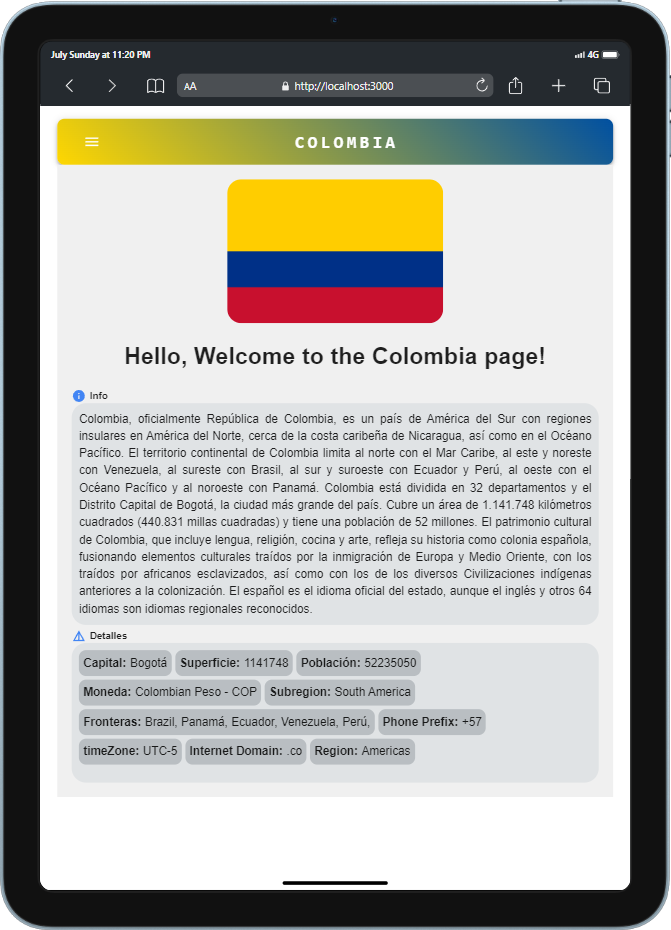 July Sunday at 11:20 PM
4G
AA
http://localhost:3000
COLOMBIA
Hello, Welcome to the Colombia page!
Info
Colombia, oficialmente República de Colombia, es un país de América del Sur con regiones
insulares en América del Norte, cerca de la costa caribeña de Nicaragua, así como en el Océano
Pacífico. El territorio continental de Colombia limita al norte con el Mar Caribe, al este y noreste
con Venezuela, al sureste con Brasil, al sur y suroeste con Ecuador y Perú, al oeste con el
Océano Pacífico y al noroeste con Panamá. Colombia está dividida en 32 departamentos y el
Distrito Capital de Bogotá, la ciudad más grande del país. Cubre un área de 1.141.748 kilómetros
cuadrados (440.831 millas cuadradas) y tiene una población de 52 millones. El patrimonio cultural
de Colombia, que incluye lengua, religión, cocina y arte, refleja su historia como colonia española,
fusionando elementos culturales traídos por la inmigración de Europa y Medio Oriente, con los
traídos por africanos esclavizados, así como con los de los diversos Civilizaciones indígenas
anteriores a la colonización. El español es el idioma oficial del estado, aunque el inglés y otros 64
idiomas son idiomas regionales reconocidos.
Detalles
Capital: Bogotá Superficie: 1141748 Población: 52235050
Moneda: Colombian Peso - COP Subregion: South America
Fronteras: Brazil, Panamá, Ecuador, Venezuela, Perú, Phone Prefix: +57
timeZone: UTC-5 Internet Domain: .co Region: Americas